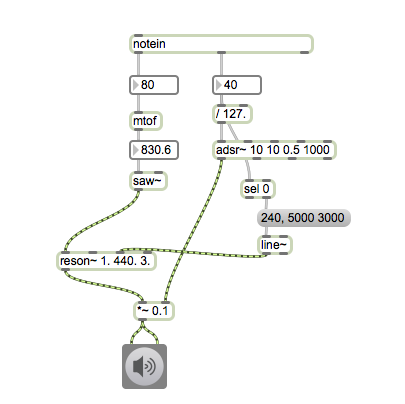 notein
80
40
mtof
/ 127.
830.6
adsr~ 10 10 0.5 1000
saw~
sel 0
240, 5000 3000
line~
reson~ 1. 440. 3.
*~ 0.1